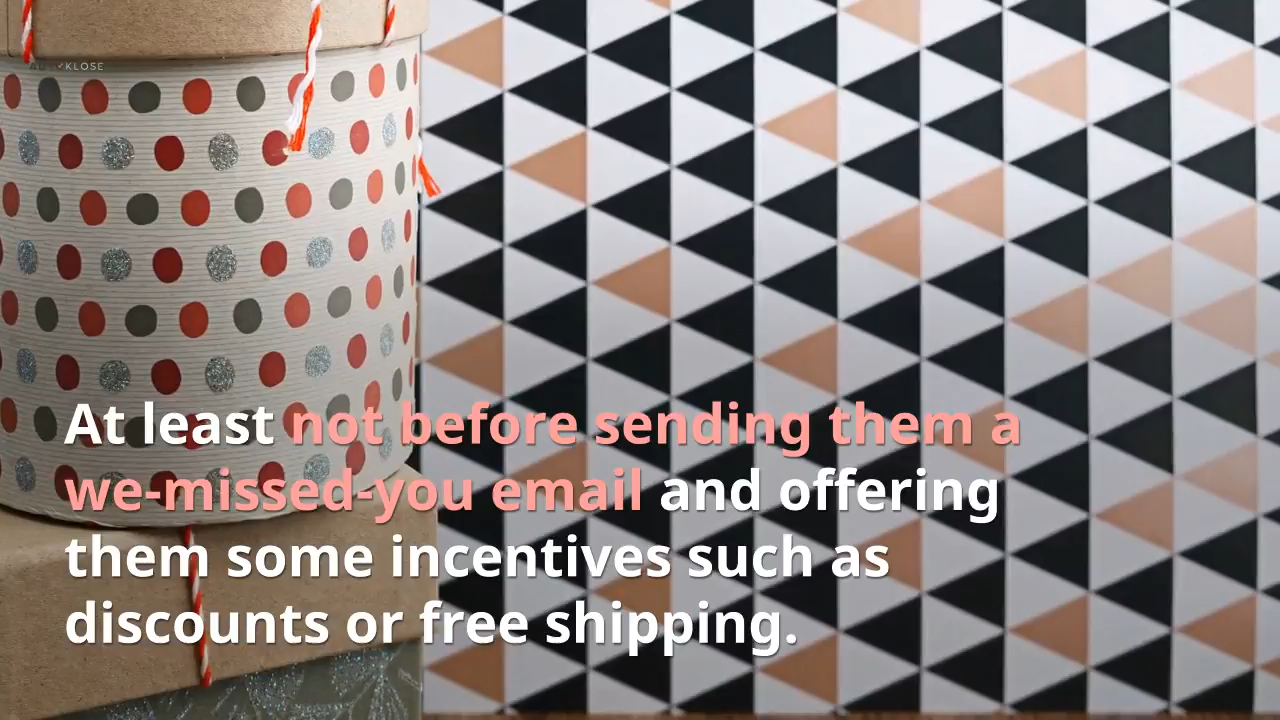 KLOSE
At least not before sending them a
we-missed-you email and offering
them some incentives such as
discounts or free shipping.